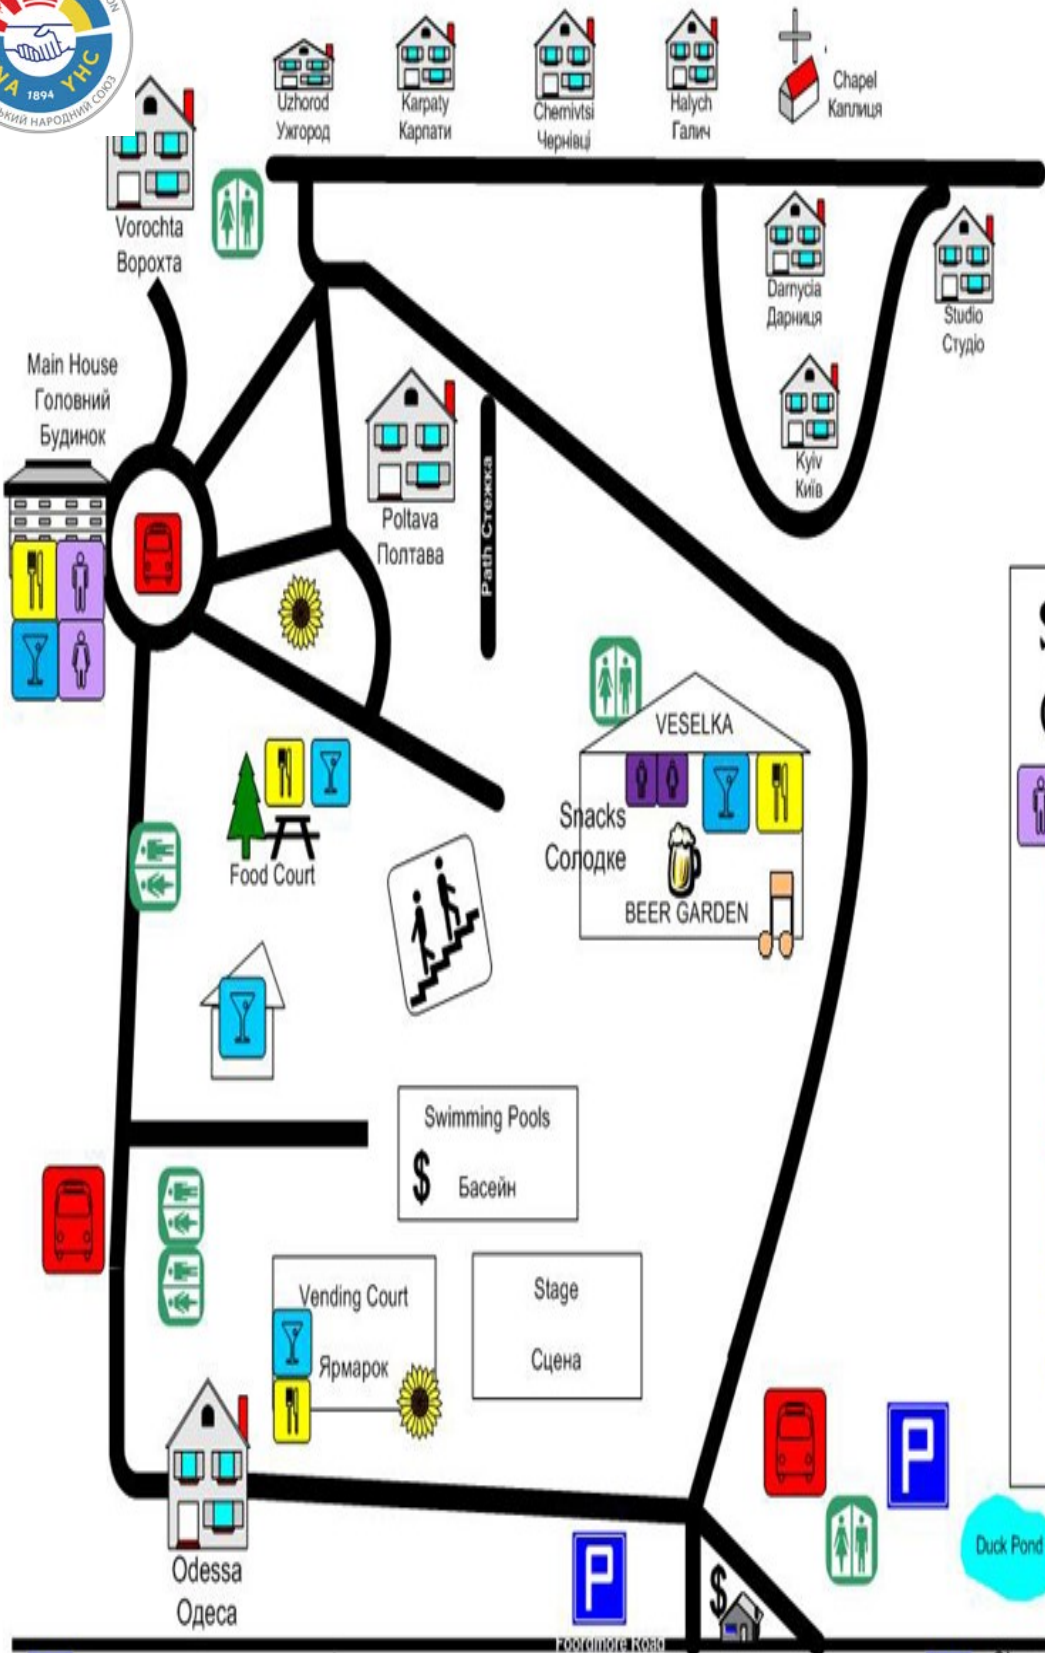 1894
УНС
Uzhorod
Ужгород
Karpaty
Карпати
Chernivtsi
Чернівці
Halych
Галич
Chapel
Каплиця
Vorochta
Ворохта
Darnycia
Дарниця
Studio
Студіо
Kyiv
Київ
Main House
Головний
Будинок
Poltava
Полтава
Path Стежка
VESELKA
Snacks
Солодке
BEER GARDEN
Food Court
Swimming Pools
$ Басейн
Vending Court
Ярмарок
Stage
Сцена
P
Duck Pond
Odessa
Одеса
P
$
Foordmore Road